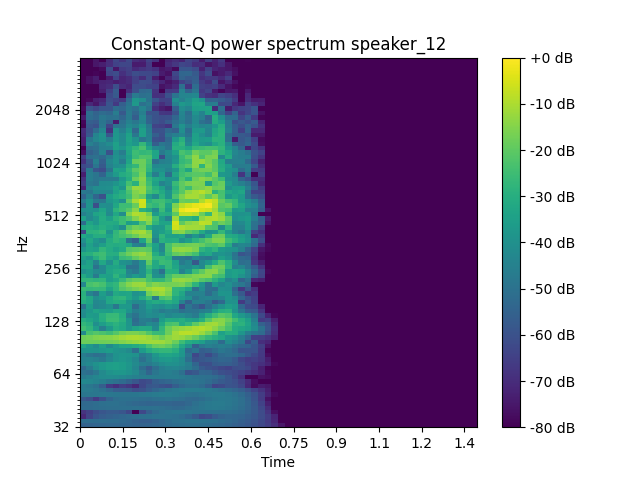 Constant-Q power spectrum speaker_12
Hz
2048
1024
512
256
128
64
32
0 0.15 0.3 0.45 0.6 0.75 0.9 1.1 1.2 1.4
Time
+0 dB
-10 dB
-20 dB
-30 dB
-40 dB
-50 dB
-60 dB
-70 dB
-80 dB